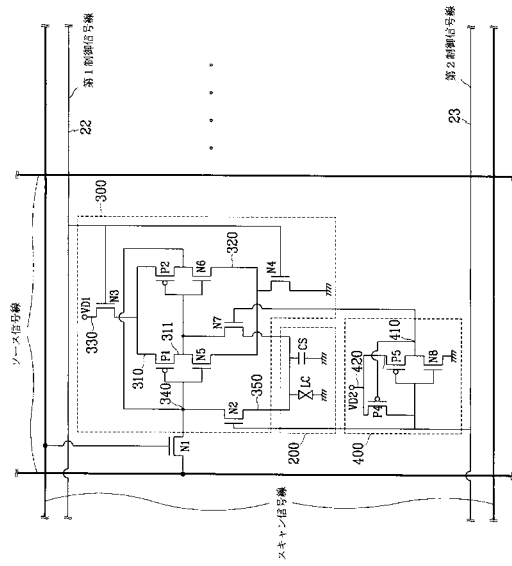 ソース信号線
22
第1制御信号線
第2制御信号線
23
スキャン信号線
300
VD1
330
N3
310
P1
P2
311
N6
320
N5
340
N4
N7
N2
350
N1
CS
LC
200
VD2
420
410
P4
P5
N8
400